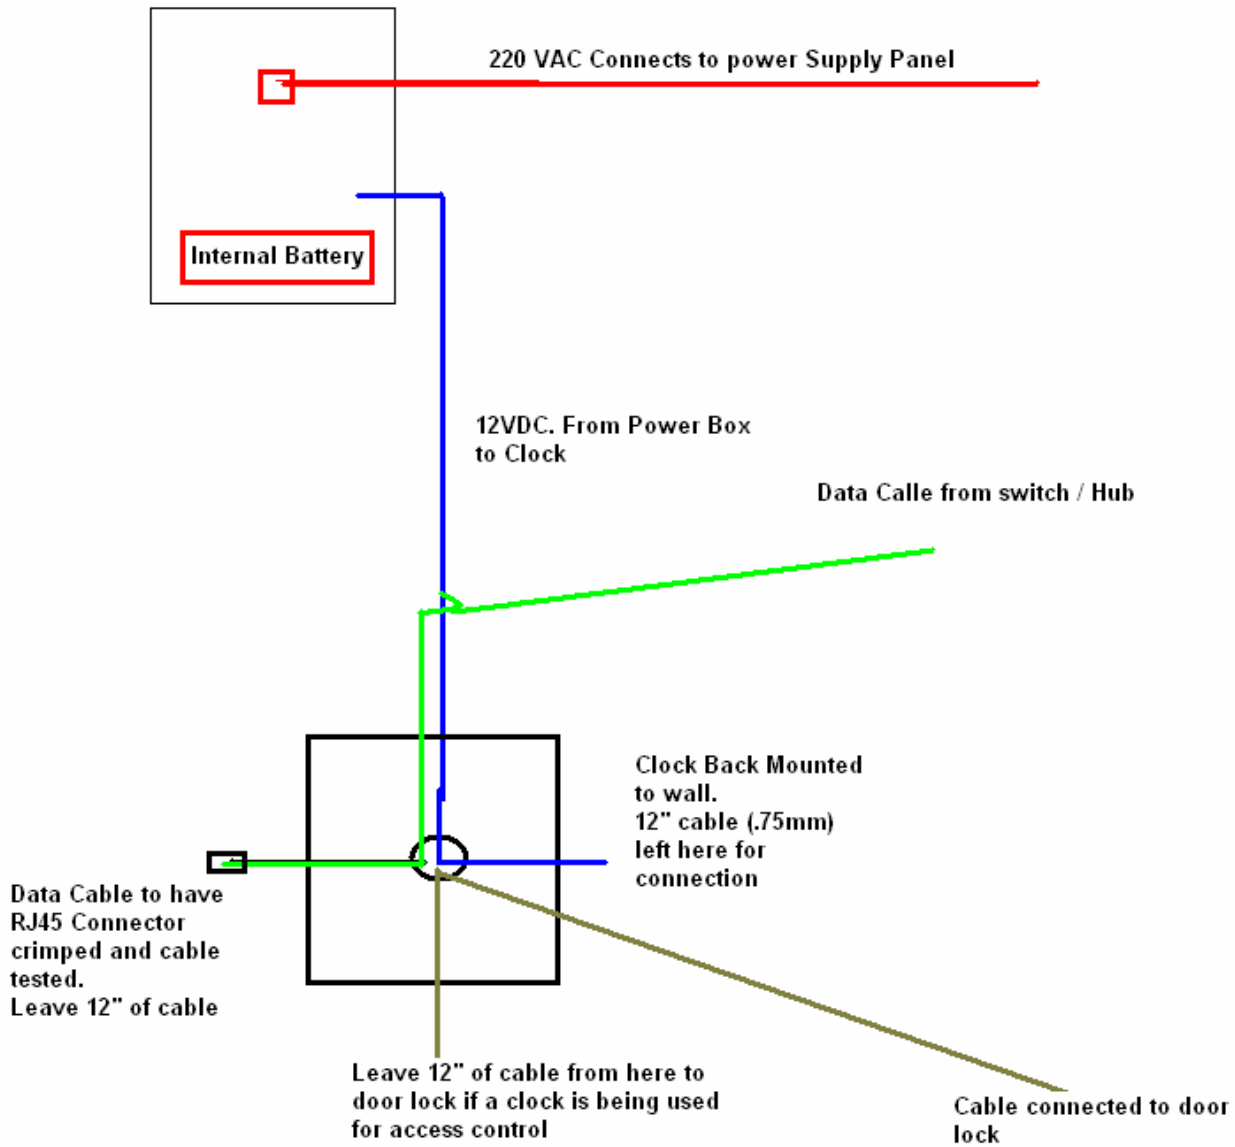 220 VAC Connects to power Supply Panel
Internal Battery
12VDC. From Power Box
to Clock
Data Calle from switch / Hub
Clock Back Mounted
to wall.
12" cable (.75mm)
left here for
connection
Data Cable to have
RJ45 Connector
crimped and cable
tested.
Leave 12" of cable
Leave 12" of cable from here to
door lock if a clock is being used
for access control
Cable connected to door
lock